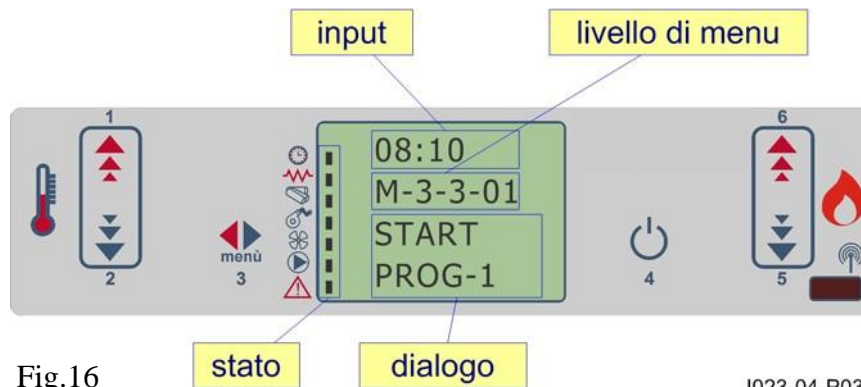 input
livello di menu
1
6
08:10
M-3-3-01
START
PROG-1
menù
2
3
4
5
stato
dialogo
Fig.16